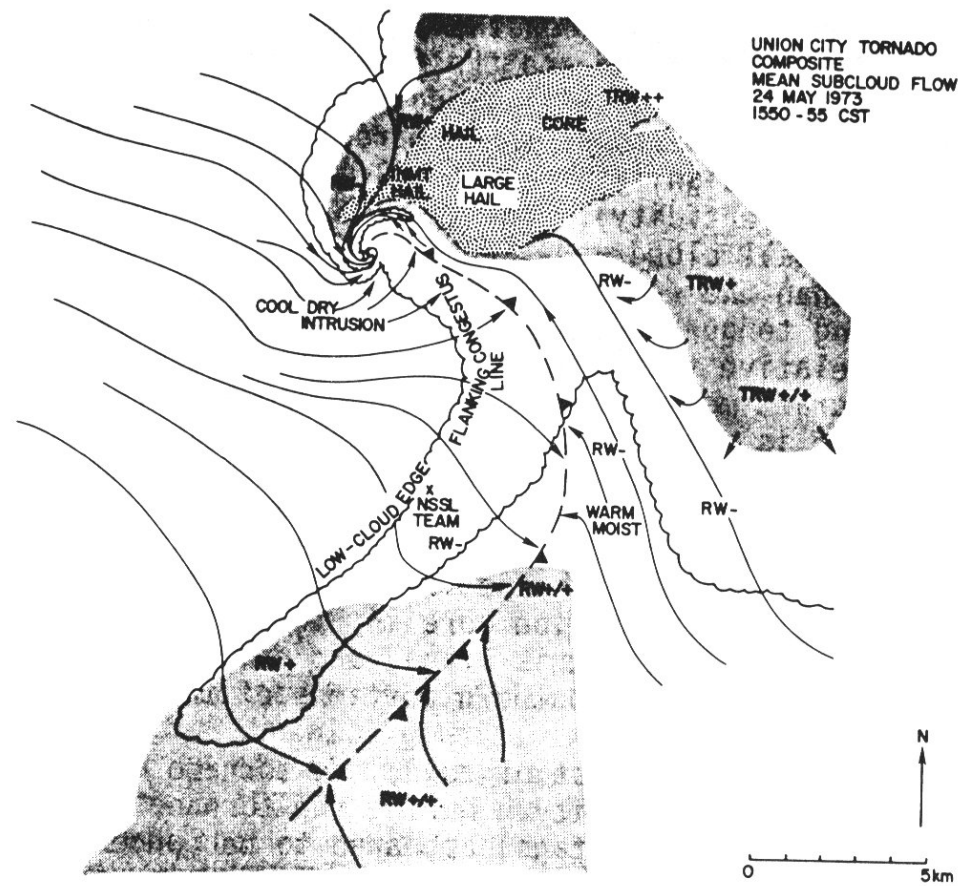 UNION CITY TORNADO
COMPOSITE
MEAN SUBCLOUD FLOW
24 MAY 1973
1550-55 CST
TRW++
HAIL
CORE
LARGE
HAIL
HAIL
RW-
TRW+
COOL DRY
INTRUSION
FLANKING CONGESTUS
LINE
TRW+/+
RW-
LOW-CLOUD EDGE
x
NSSL
TEAM
RW-
WARM
MOIST
RW-
RW+/+
RW+
RW+/+
N
0
5km